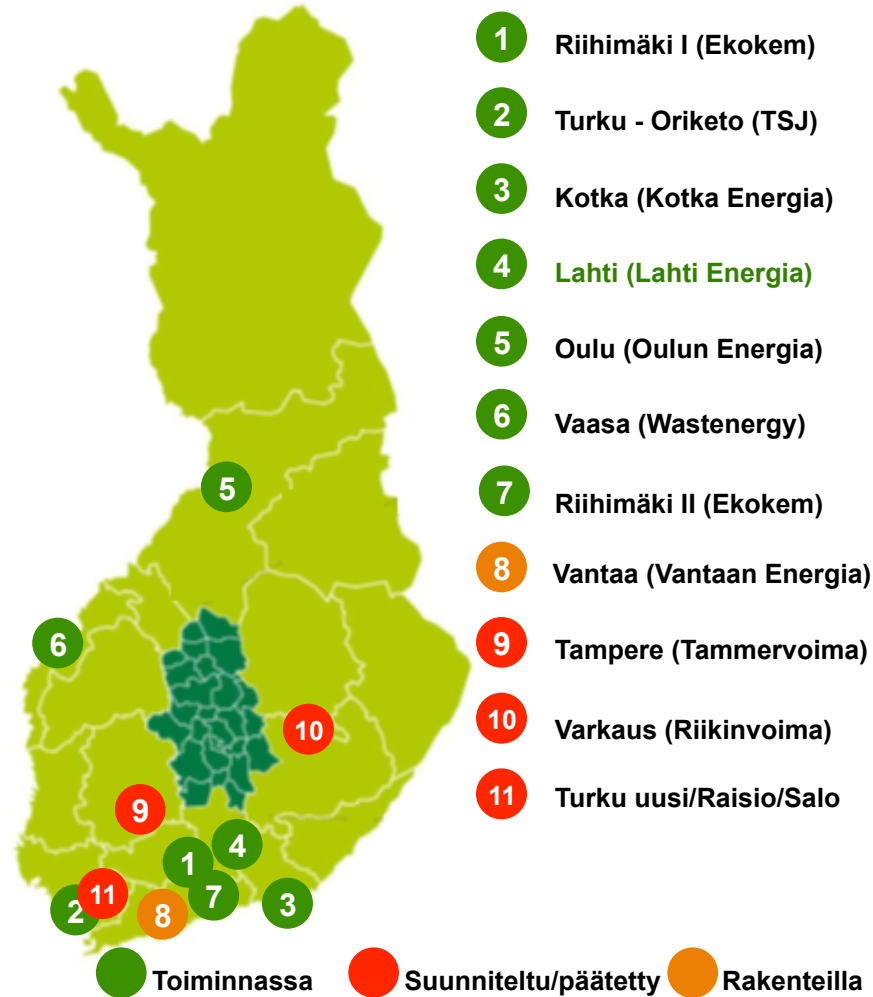 1 Riihimäki I (Ekokem)
2 Turku - Oriketo (TSJ)
3 Kotka (Kotka Energia)
4 Lahti (Lahti Energia)
5 Oulu (Oulun Energia)
6 Vaasa (Wastenergy)
7 Riihimäki II (Ekokem)
8 Vantaa (Vantaan Energia)
9 Tampere (Tammervoima)
10 Varkaus (Riikinvoima)
11 Turku uusi/Raisio/Salo
5
6
10
9
4
1
11
7
2
8
3
Toiminnassa Suunniteltu/päätetty Rakenteilla